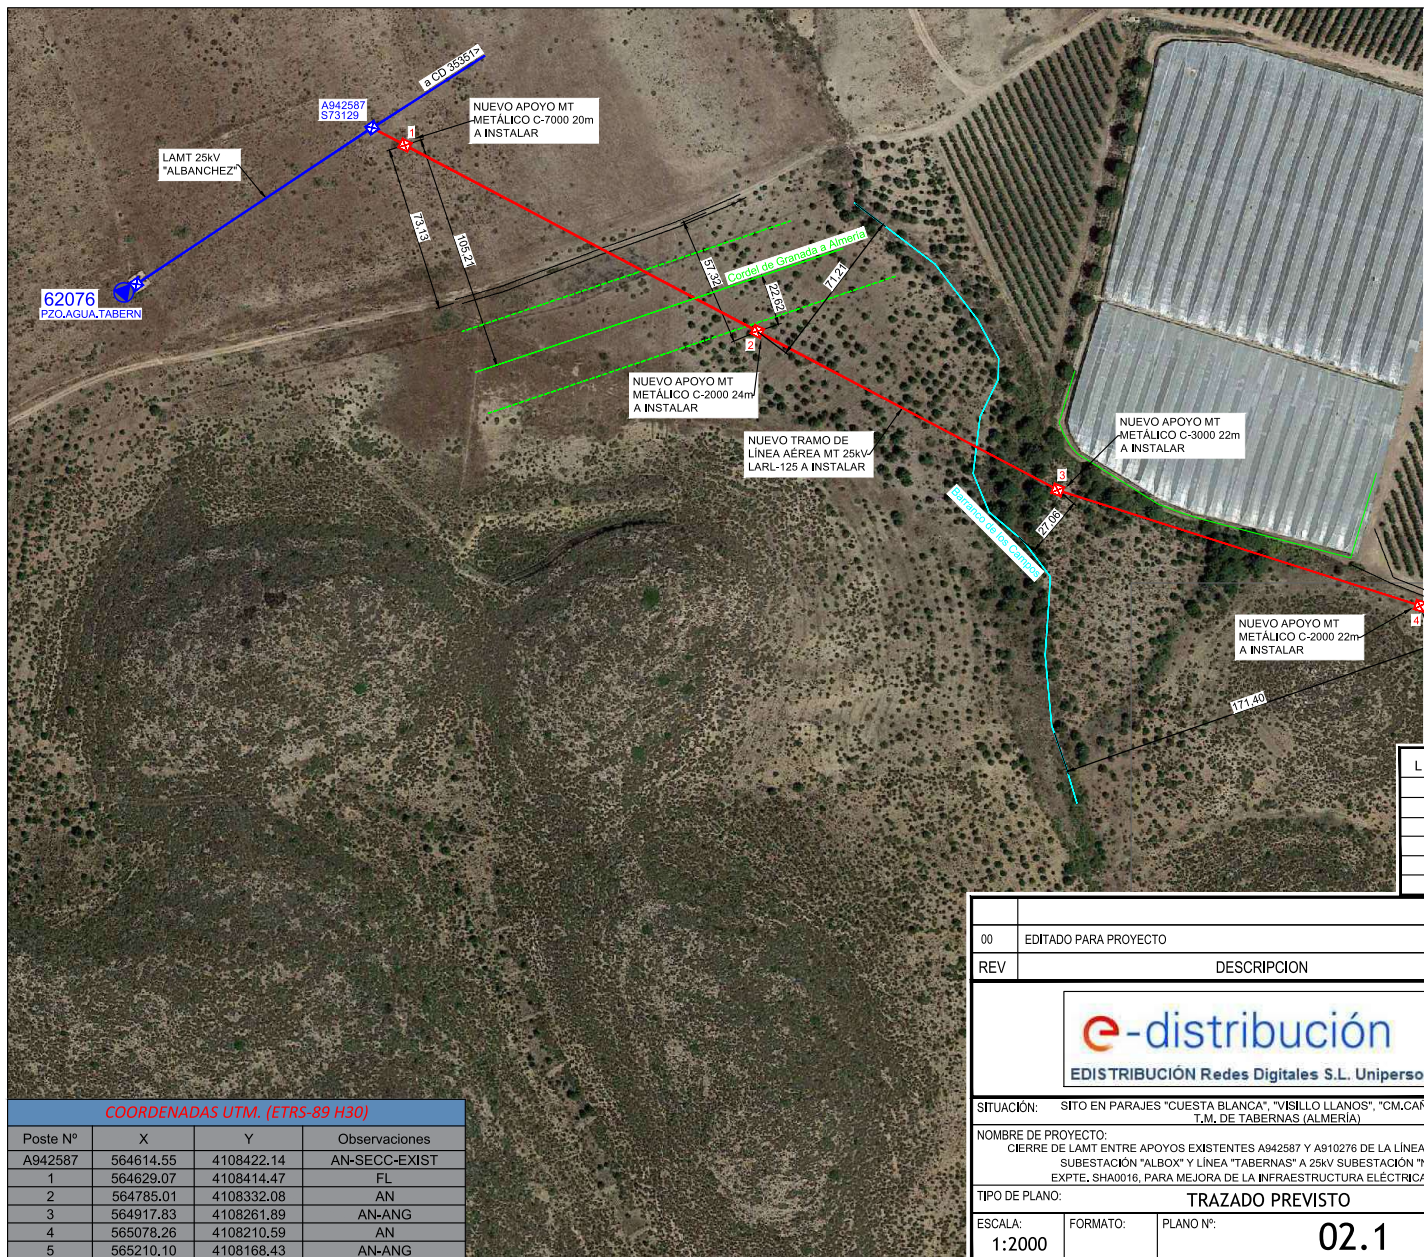 a CD 35351>
A942587
S73129
1
NUEVO APOYO MT
METÁLICO C-7000 20m
A INSTALAR
LAMT 25kV
"ALBANCHEZ"
73.13
105.21
57.32
Cordel de Granada a Almería
22.62
71.21
62076
PZO.AGUA.TABERN
2
NUEVO APOYO MT
METÁLICO C-2000 24m
A INSTALAR
NUEVO TRAMO DE
LÍNEA AÉREA MT 25kV
LARL-125 A INSTALAR
NUEVO APOYO MT
METÁLICO C-3000 22m
A INSTALAR
3
27.06
Barranco de los Campos
NUEVO APOYO MT
METÁLICO C-2000 22m
A INSTALAR
4
171.40
L
00 EDITADO PARA PROYECTO
REV DESCRIPCION
e-distribución
EDISTRIBUCIÓN Redes Digitales S.L. Uniperso
SITUACIÓN: SITO EN PARAJES "CUESTA BLANCA", "VISILLO LLANOS", "CM.CAÑ
T.M. DE TABERNAS (ALMERÍA)
NOMBRE DE PROYECTO:
CIERRE DE LAMT ENTRE APOYOS EXISTENTES A942587 Y A910276 DE LA LÍNEA
SUBESTACIÓN "ALBOX" Y LÍNEA "TABERNAS" A 25kV SUBESTACIÓN "N
EXPTE. SHA0016, PARA MEJORA DE LA INFRAESTRUCTURA ELÉCTRICA
TIPO DE PLANO: TRAZADO PREVISTO
ESCALA: FORMATO: PLANO Nº:
1:2000 02.1
COORDENADAS UTM. (ETRS-89 H30)
Poste Nº X Y Observaciones
A942587 564614.55 4108422.14 AN-SECC-EXIST
1 564629.07 4108414.47 FL
2 564785.01 4108332.08 AN
3 564917.83 4108261.89 AN-ANG
4 565078.26 4108210.59 AN
5 565210.10 4108168.43 AN-ANG